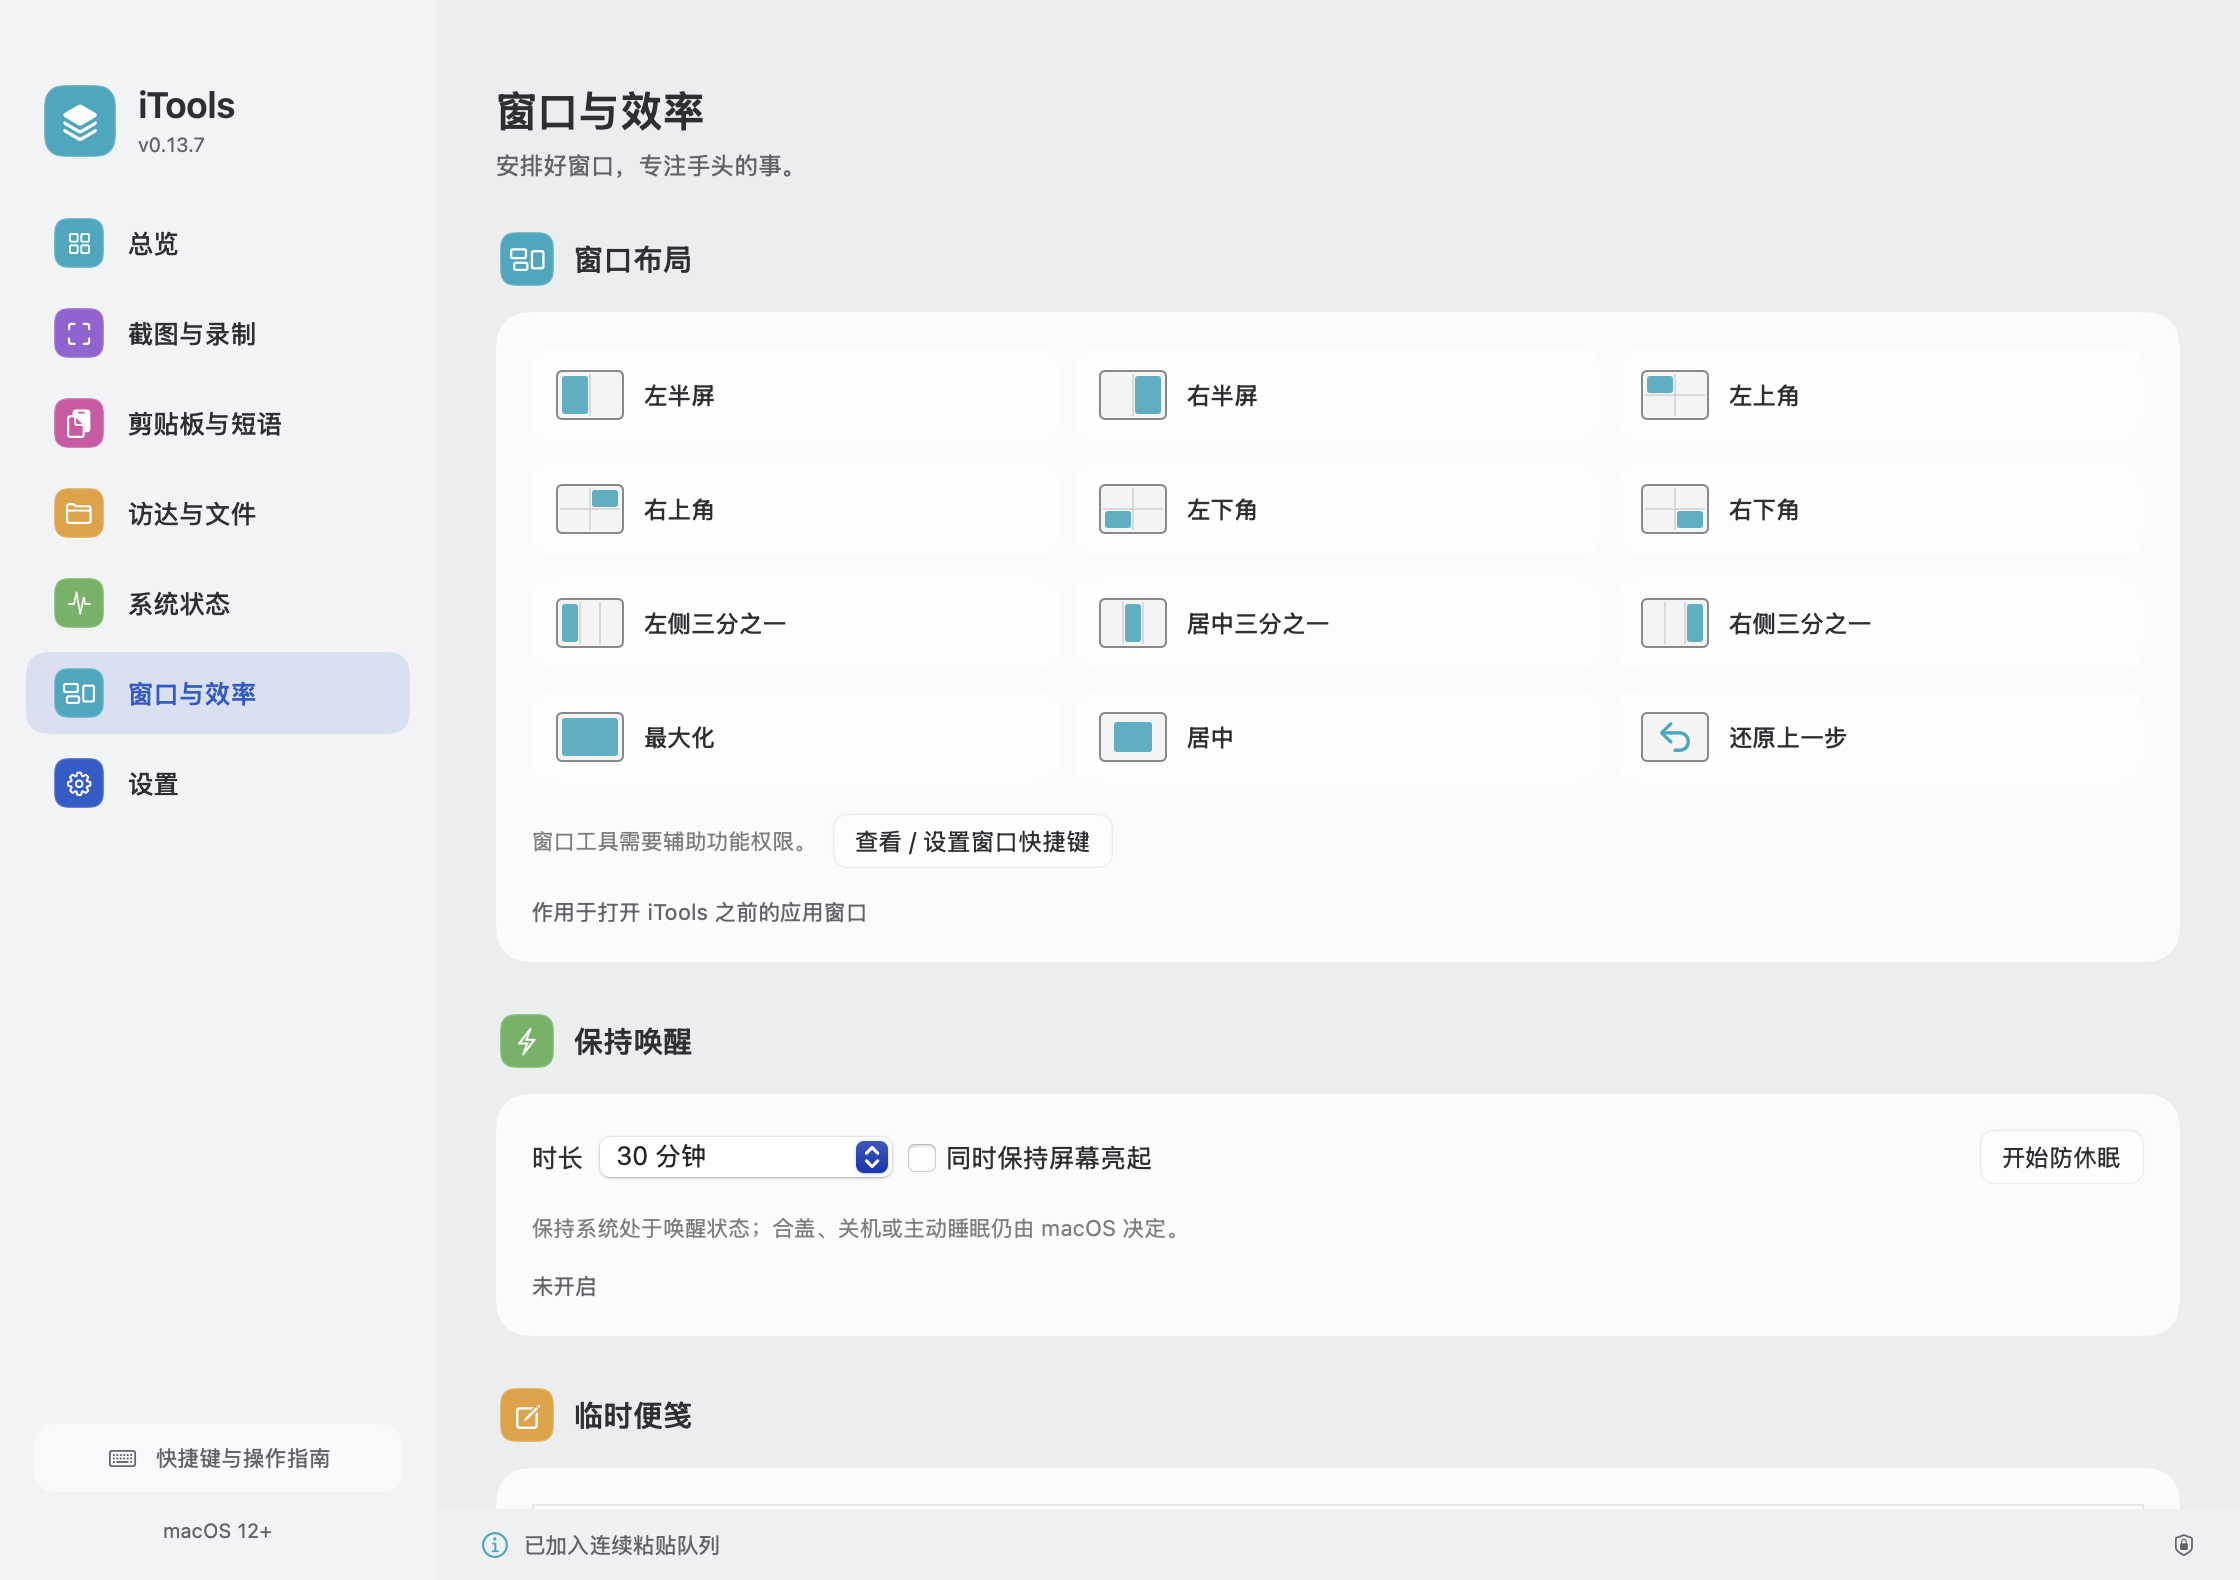 iTools
v0.13.7
总览
截图与录制
剪贴板与短语
访达与文件
系统状态
窗口与效率
设置
快捷键与操作指南
macOS 12+
窗口与效率
安排好窗口，专注手头的事。
窗口布局
左半屏
右半屏
左上角
右上角
左下角
右下角
左侧三分之一
居中三分之一
右侧三分之一
最大化
居中
还原上一步
窗口工具需要辅助功能权限。
查看 / 设置窗口快捷键
作用于打开 iTools 之前的应用窗口
保持唤醒
时长
30 分钟
同时保持屏幕亮起
开始防休眠
保持系统处于唤醒状态；合盖、关机或主动睡眠仍由 macOS 决定。
未开启
临时便笺
已加入连续粘贴队列